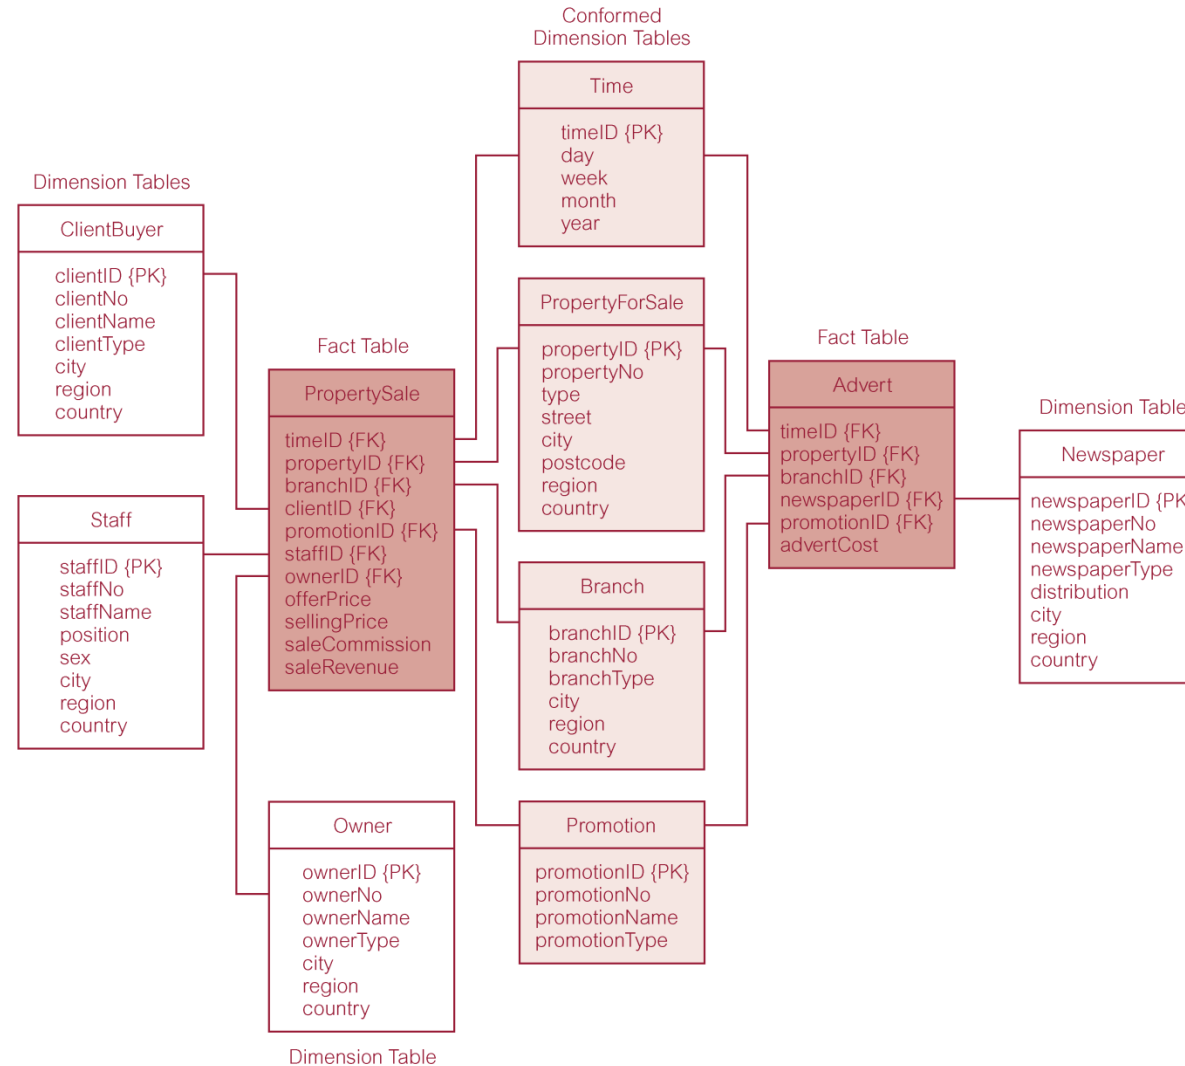 Conformed
Dimension Tables
Time
timeID {PK}
day
week
month
year
Dimension Tables
ClientBuyer
clientID {PK}
clientNo
clientName
clientType
city
region
country
Staff
staffID {PK}
staffNo
staffName
position
sex
city
region
country
Fact Table
PropertySale
timeID {FK}
propertyID {FK}
branchID {FK}
clientID {FK}
promotionID {FK}
staffID {FK}
ownerID {FK}
offerPrice
sellingPrice
saleCommission
saleRevenue
Owner
ownerID {PK}
ownerNo
ownerName
ownerType
city
region
country
Dimension Table
PropertyForSale
propertyID {PK}
propertyNo
type
street
city
postcode
region
country
Branch
branchID {PK}
branchNo
branchType
city
region
country
Promotion
promotionID {PK}
promotionNo
promotionName
promotionType
Fact Table
Advert
timeID {FK}
propertyID {FK}
branchID {FK}
newspaperID {FK}
promotionID {FK}
advertCost
Dimension Table
Newspaper
newspaperID {PK
newspaperNo
newspaperName
newspaperType
distribution
city
region
country